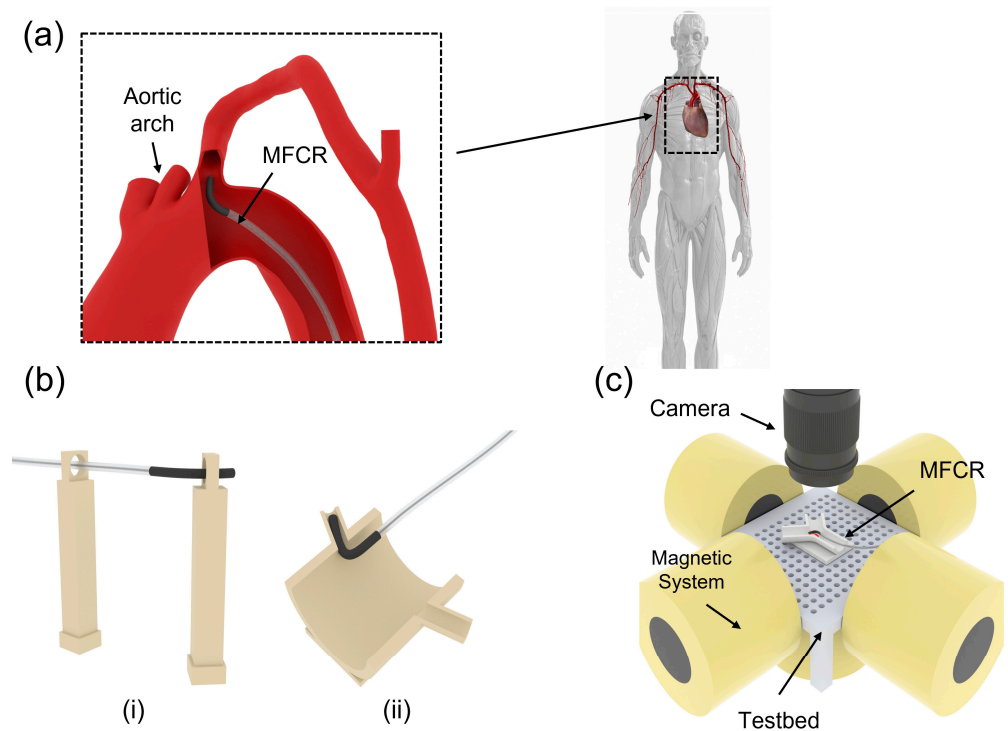 (a)
Aortic
arch
MFCR
(b)
(i)
(ii)
(c)
Camera
MFCR
Magnetic
System
Testbed